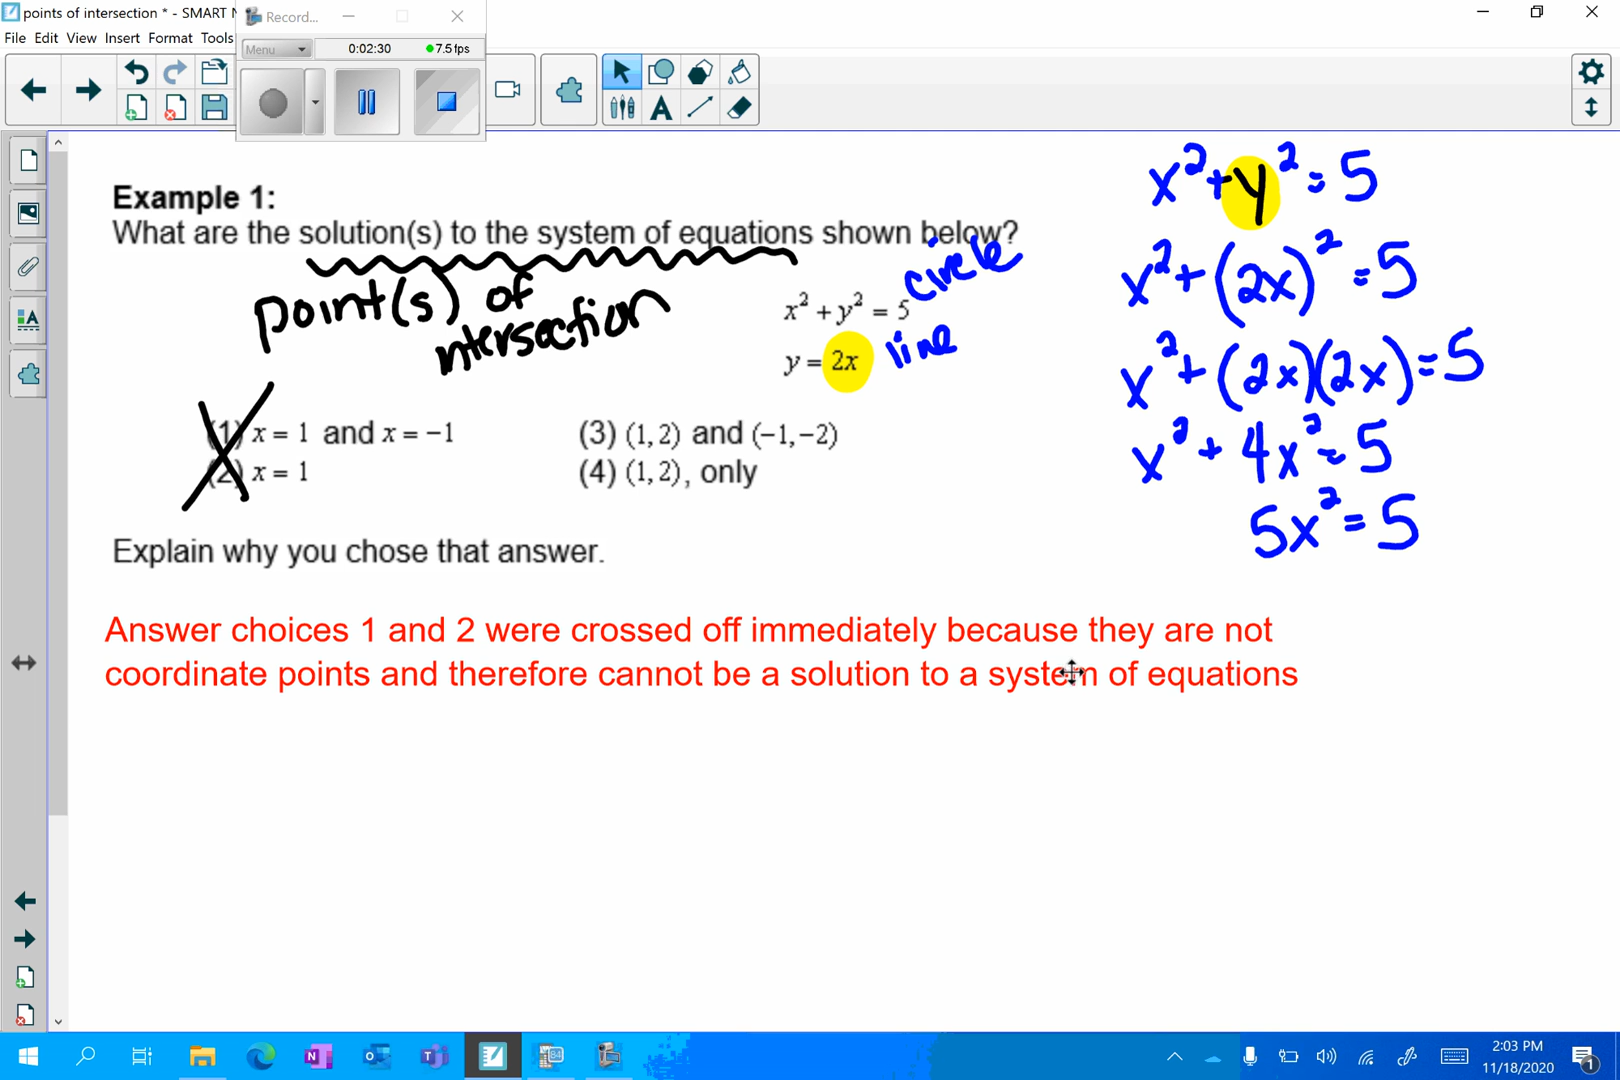 points of intersection * - SMART N
Record...
File Edit View Insert Format Tools
Menu
0:02:30
7.5 fps
Example 1:
What are the solution(s) to the system of equations shown below?
point(s) of
ntersection
x² + y² = 5
circle
y = 2x
line
(1) x = 1 and x = −1
(2) x = 1
(3) (1, 2) and (−1, −2)
(4) (1, 2), only
Explain why you chose that answer.
Answer choices 1 and 2 were crossed off immediately because they are not
coordinate points and therefore cannot be a solution to a system of equations
x² + y² = 5
x² + (2x)² = 5
x² + (2x)(2x) = 5
x² + 4x² = 5
5x² = 5
2:03 PM
11/18/2020
1